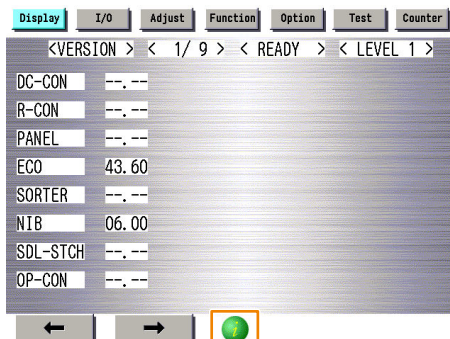 Display I/O Adjust Function Option Test Counter
<VERSION > < 1/ 9 > < READY > < LEVEL 1 >
DC-CON --.--
R-CON --.--
PANEL --.--
ECO 43.60
SORTER --.--
NIB 06.00
SDL-STCH --.--
OP-CON --.--
← →
i